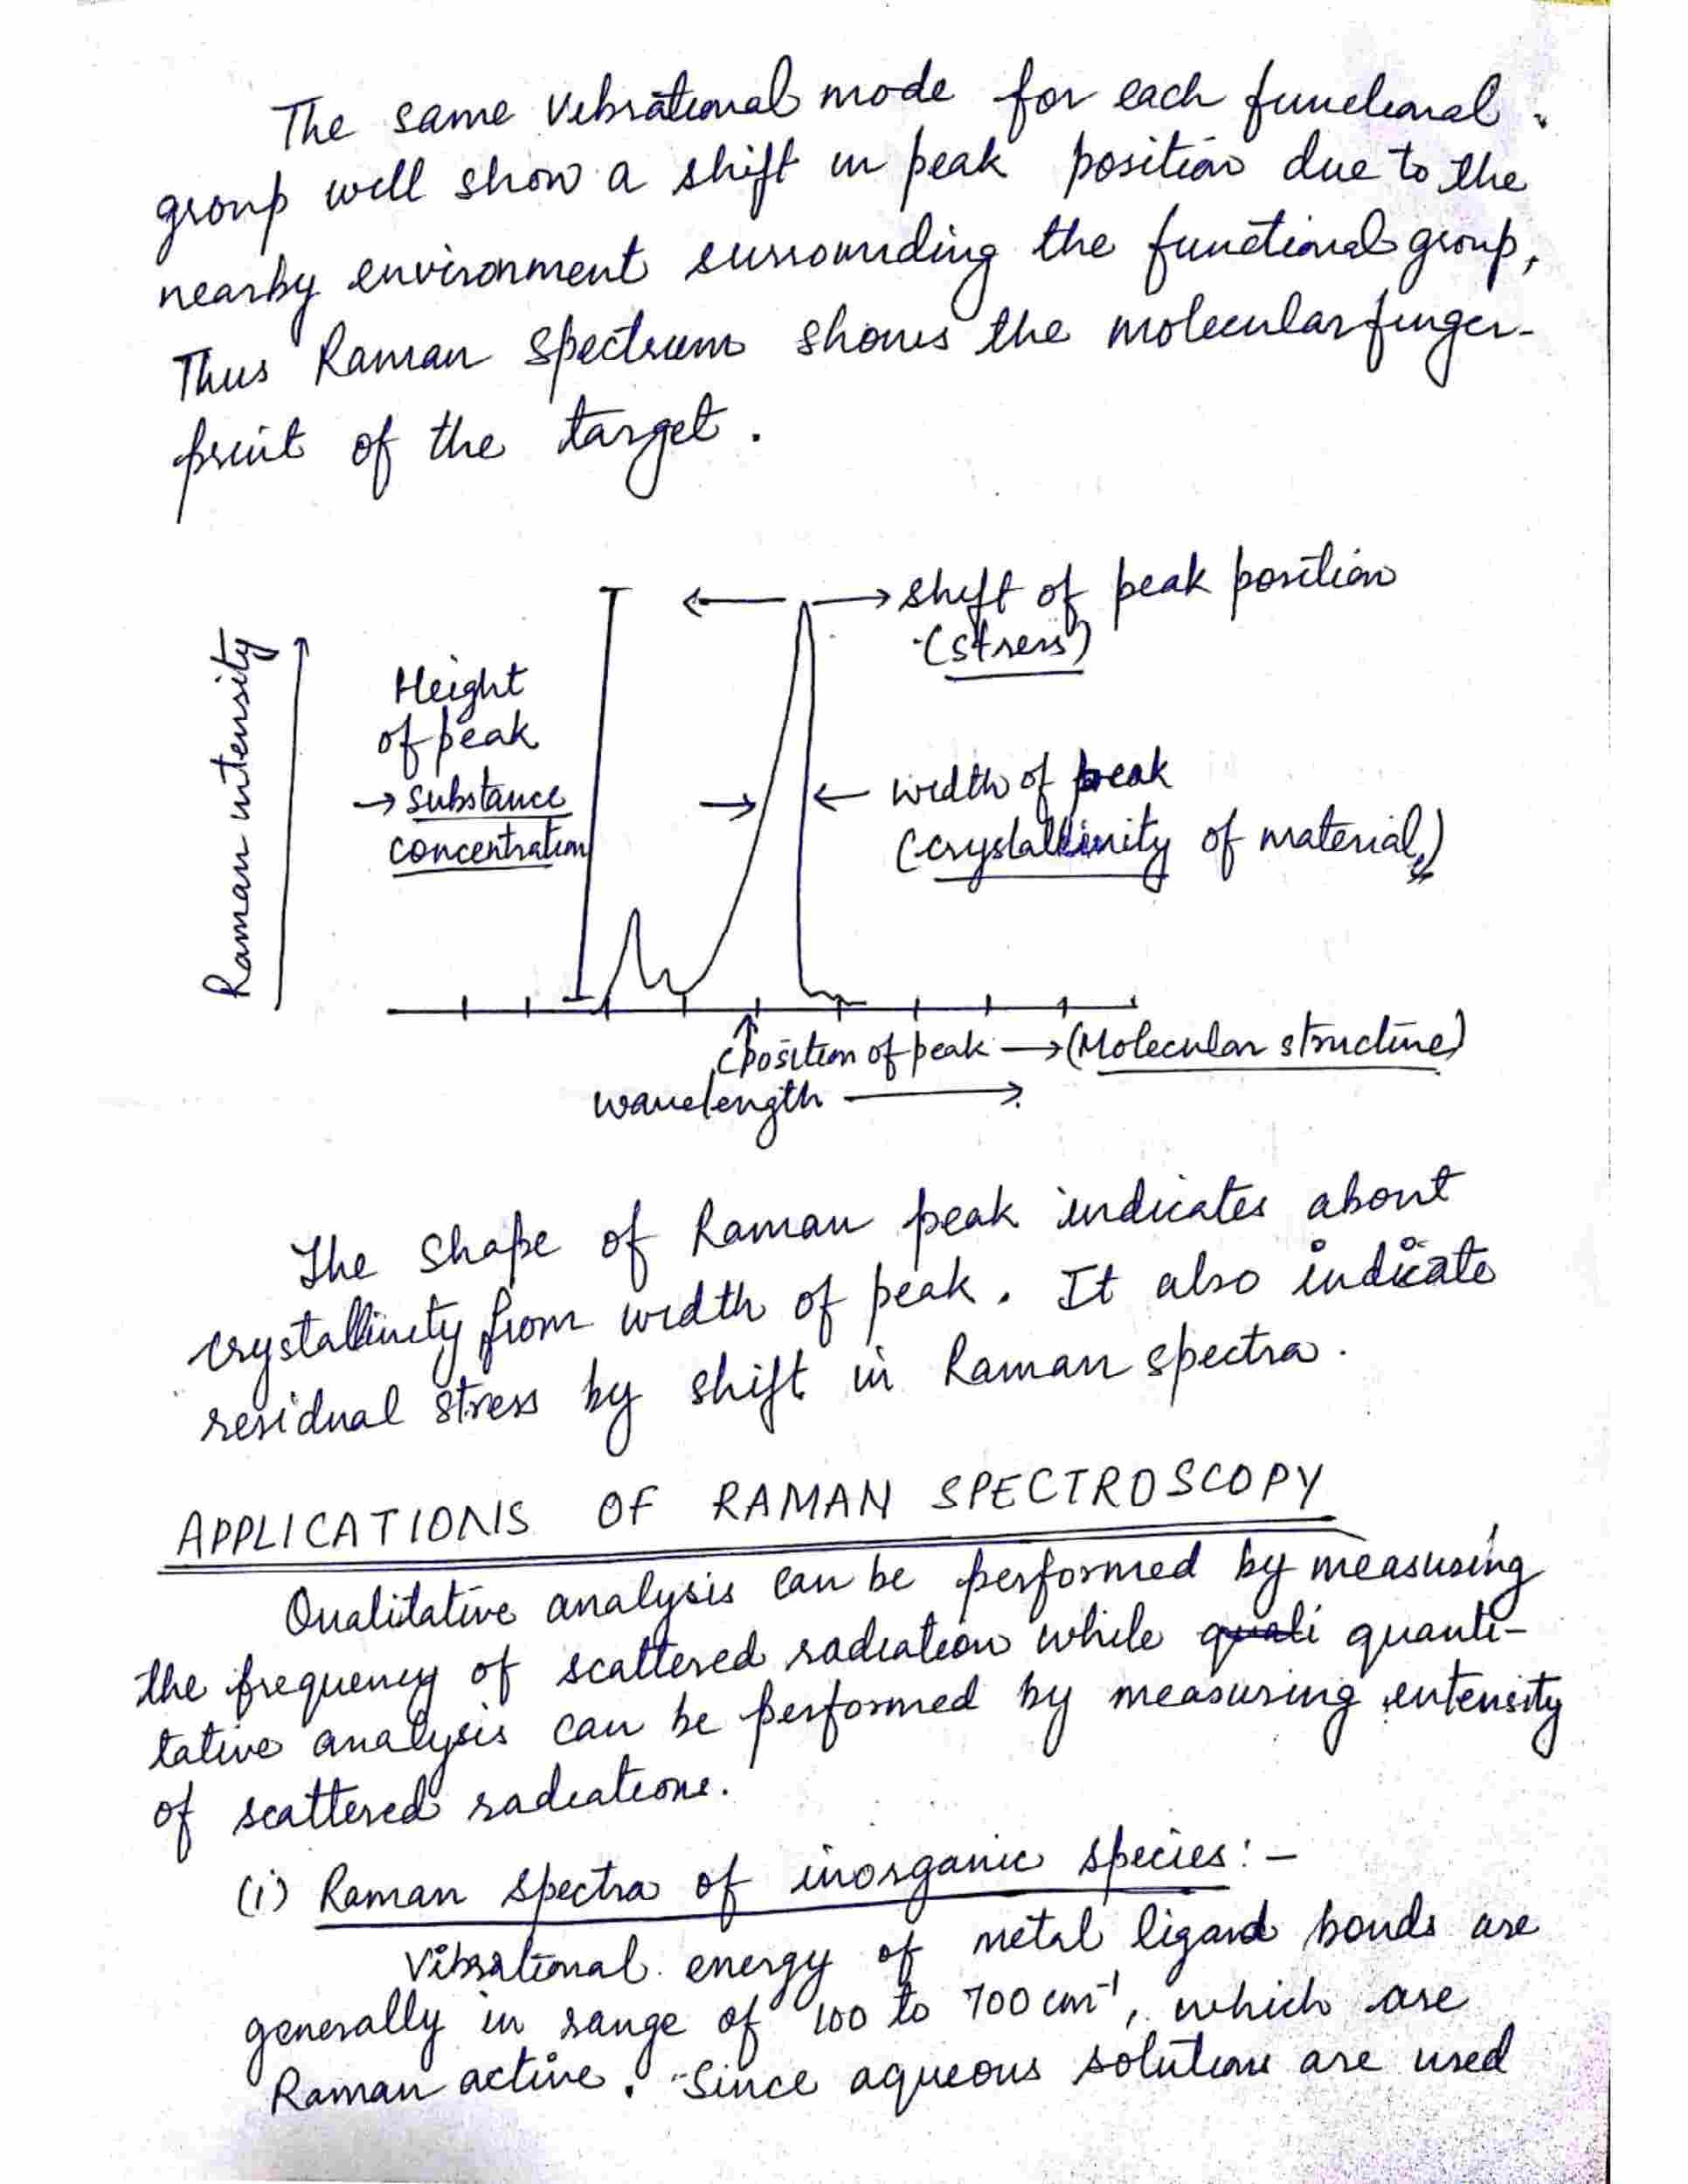 The same vibrational mode for each functional
group will show a shift in peak position due to the
nearby environment surrounding the functional group,
Thus Raman spectrum shows the molecular finger-
print of the target.
← → shift of peak position
(stress)
Raman intensity
Height
of peak
→ substance
concentration
→ ← width of peak
(crystallinity of material)
(Position of peak → (Molecular structure)
wavelength →
The shape of Raman peak indicates about
crystallinity from width of peak. It also indicate
residual stress by shift in Raman spectra.
APPLICATIONS OF RAMAN SPECTROSCOPY
Qualitative analysis can be performed by measuring
the frequency of scattered radiation while quali quanti-
tative analysis can be performed by measuring intensity
of scattered radiations.
(i) Raman spectra of inorganic species:-
Vibrational energy of metal ligand bonds are
generally in range of 100 to 700 cm⁻¹, which are
Raman active. Since aqueous solutions are used